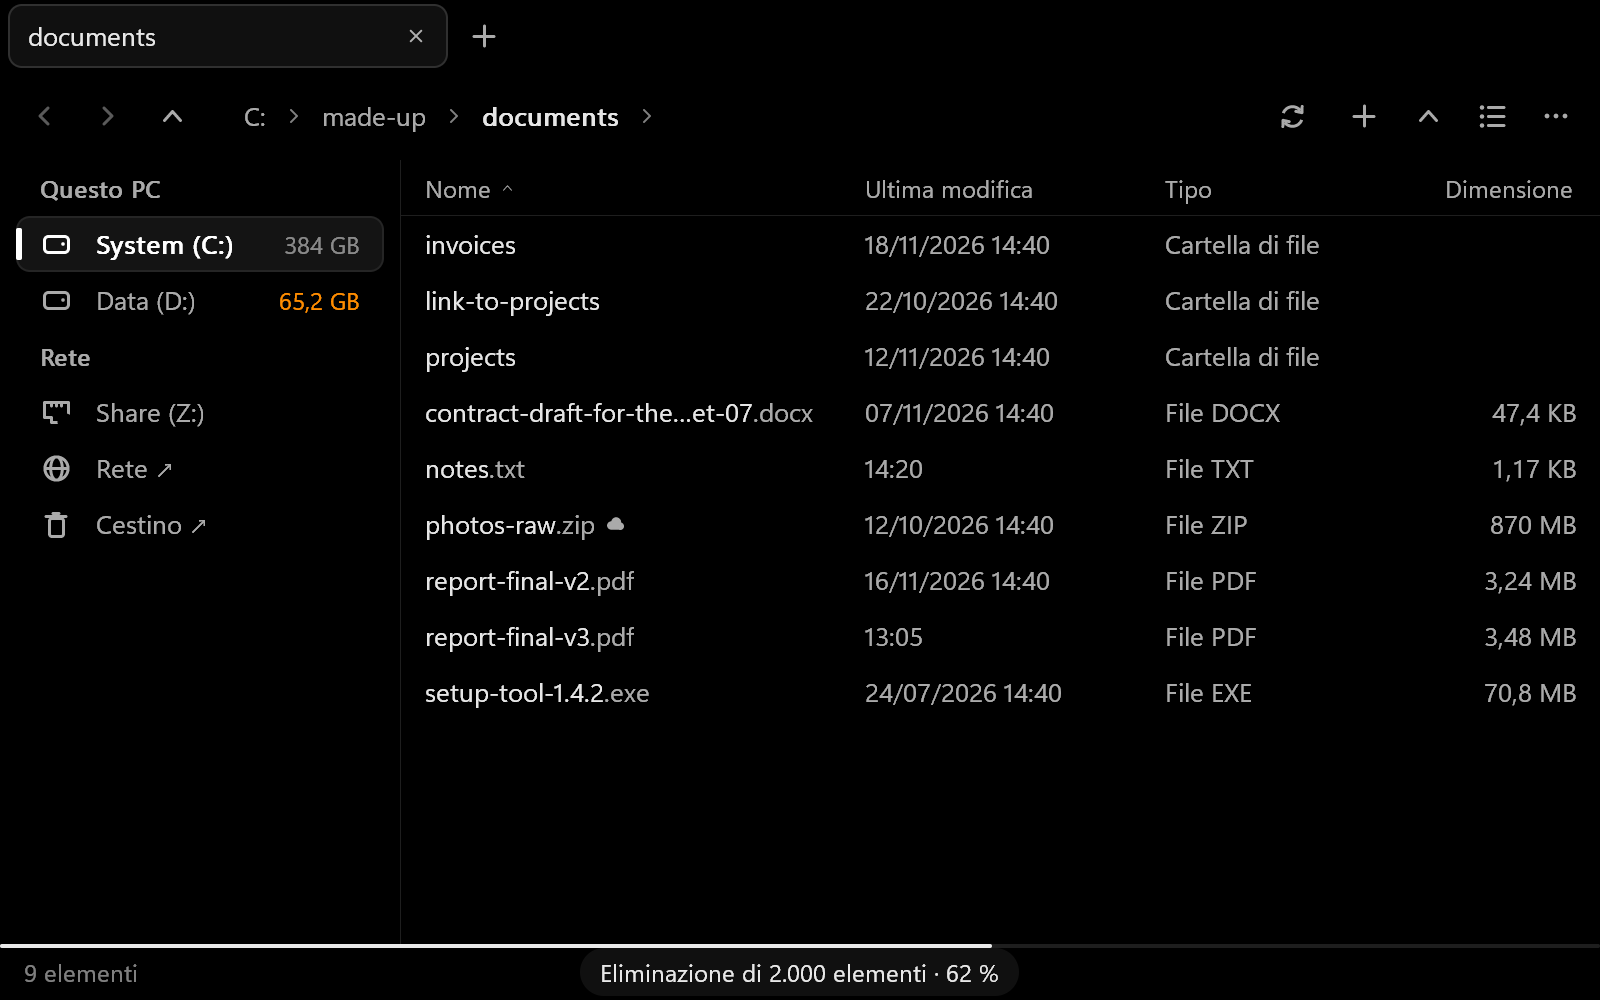 documents
C: made-up documents
Questo PC
System (C:) 384 GB
Data (D:) 65,2 GB
Rete
Share (Z:)
Rete ↗
Cestino ↗
Nome Ultima modifica Tipo Dimensione
invoices 18/11/2026 14:40 Cartella di file
link-to-projects 22/10/2026 14:40 Cartella di file
projects 12/11/2026 14:40 Cartella di file
contract-draft-for-the...et-07.docx 07/11/2026 14:40 File DOCX 47,4 KB
notes.txt 14:20 File TXT 1,17 KB
photos-raw.zip 12/10/2026 14:40 File ZIP 870 MB
report-final-v2.pdf 16/11/2026 14:40 File PDF 3,24 MB
report-final-v3.pdf 13:05 File PDF 3,48 MB
setup-tool-1.4.2.exe 24/07/2026 14:40 File EXE 70,8 MB
9 elementi
Eliminazione di 2.000 elementi · 62 %